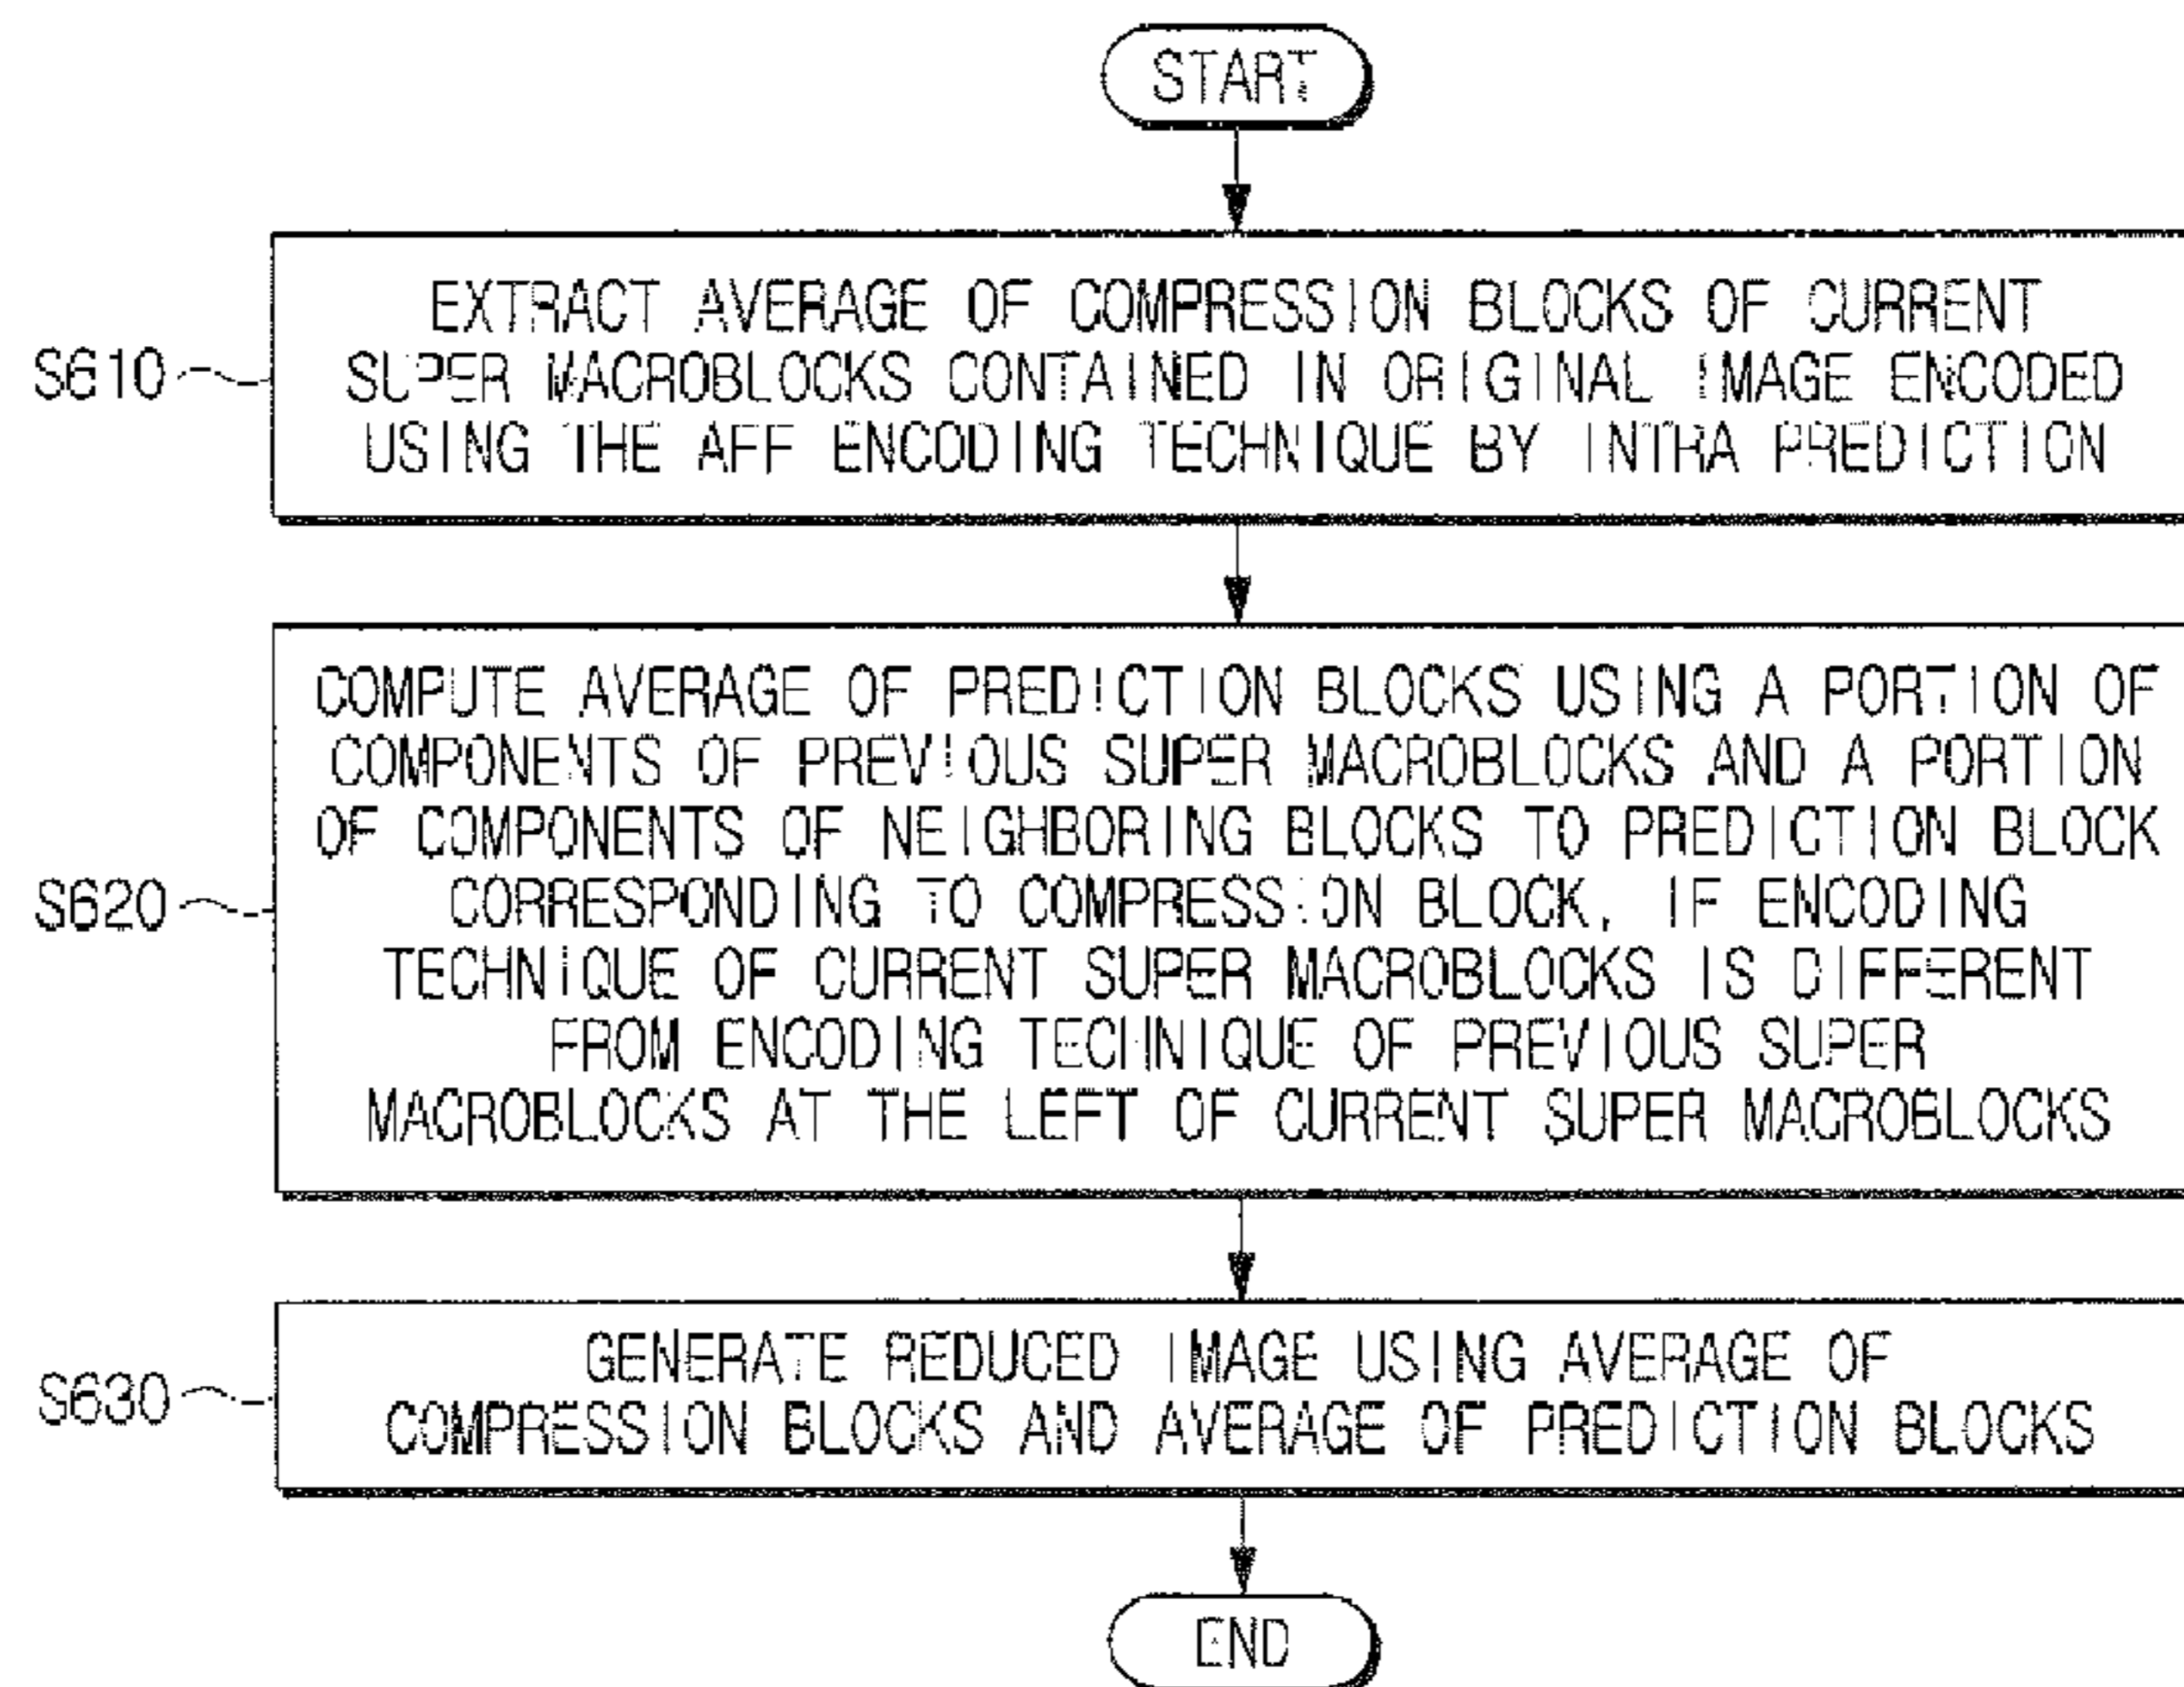 START
EXTRACT AVERAGE OF COMPRESSION BLOCKS OF CURRENT
S610
SUPER MACROBLOCKS CONTAINED IN ORIGINAL IMAGE ENCODED
USING THE AFF ENCODING TECHNIQUE BY INTRA PREDICTION
COMPUTE AVERAGE OF PREDICTION BLOCKS USING A PORTION OF
COMPONENTS OF PREVIOUS SUPER MACROBLOCKS AND A PORTION
OF COMPONENTS OF NEIGHBORING BLOCKS TO PREDICTION BLOCK
S620
CORRESPONDING TO COMPRESSION BLOCK, IF ENCODING
TECHNIQUE OF CURRENT SUPER MACROBLOCKS IS DIFFERENT
FROM ENCODING TECHNIQUE OF PREVIOUS SUPER
MACROBLOCKS AT THE LEFT OF CURRENT SUPER MACROBLOCKS
GENERATE REDUCED IMAGE USING AVERAGE OF
S630
COMPRESSION BLOCKS AND AVERAGE OF PREDICTION BLOCKS
END